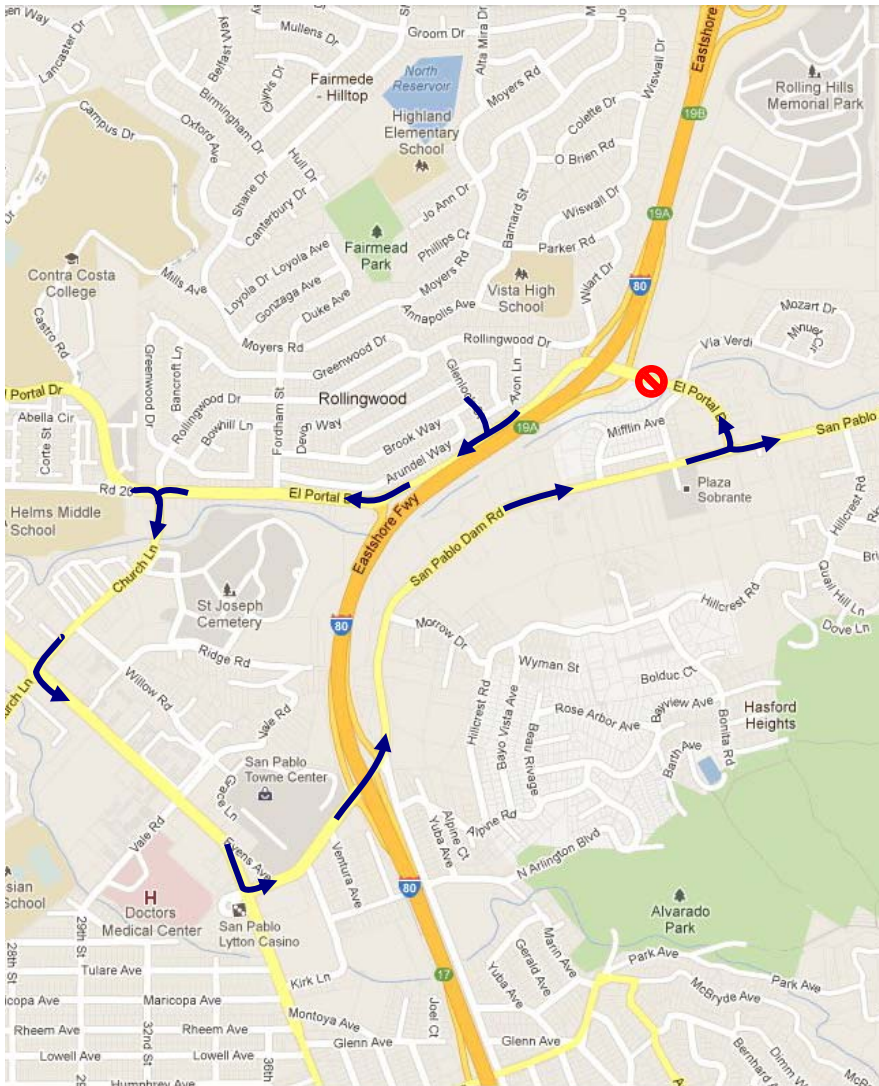 Mullens Dr
Groom Dr
Alta Mira Dr
Lancaster Dr
Belfast Way
Birmingham Dr
Glynis Dr
Fairmede
- Hilltop
North
Reservoir
Moyers Rd
Wiswall Dr
Eastshore
Rolling Hills
Memorial Park
19B
Campus Dr
Oxford Ave
Highland
Elementary
School
Colette Dr
O Brien Rd
Hull Dr
Shane Dr
Canterbury Dr
Jo Ann Dr
Barnard St
Wiswall Dr
19A
Fairmead
Park
Phillips Ct
Parker Rd
Contra Costa
College
Mills Ave
Loyola Dr
Loyola Ave
Gonzaga Ave
Duke Ave
Moyers Rd
Annapolis Ave
Vista High
School
Wilart Dr
80
Castro Rd
Moyers Rd
Greenwood Dr
Bancroft Ln
Greenwood Dr
Rollingwood Dr
Via Verdi
Mozart Dr
Minuet Cir
l Portal Dr
Abella Cir
Corte St
Rollingwood Dr
Bowhill Ln
Fordham St
Devon Way
Rollingwood
Brook Way
Avon Ln
El Portal D
19A
Mifflin Ave
San Pablo
Arundel Way
Rd 20
El Portal D
Helms Middle
School
Eastshore Fwy
San Pablo Dam Rd
Plaza
Sobrante
Hillcrest Rd
Church Ln
St Joseph
Cemetery
80
Hillcrest Rd
Quail Hill Ln
Bri
Dove Ln
Morrow Dr
Ridge Rd
Wyman St
Bolduc Ct
Willow Rd
Vale Rd
Hillcrest Rd
Bayo Vista Ave
Beau Rivage
Rose Arbor Ave
Bayview Ave
Bonita Rd
Barth Ave
Hasford
Heights
urch Ln
San Pablo
Towne Center
Grace Ln
Vale Rd
Evens Ave
Ventura Ave
Alpine Ct
Yuba Ave
Alpine Rd
N Arlington Blvd
80
sian
School
H
Doctors
Medical Center
San Pablo
Lytton Casino
Alvarado
Park
29th St
28th St
Tulare Ave
Kirk Ln
17
Marin Ave
Gerald Ave
Yuba Ave
Park Ave
Park Ave
McBryde Ave
icopa Ave
Maricopa Ave
Montoya Ave
Joel Ct
Rheem Ave
32nd St
Rheem Ave
Glenn Ave
Glenn Ave
Lowell Ave
Lowell Ave
36th
Humphrey Ave